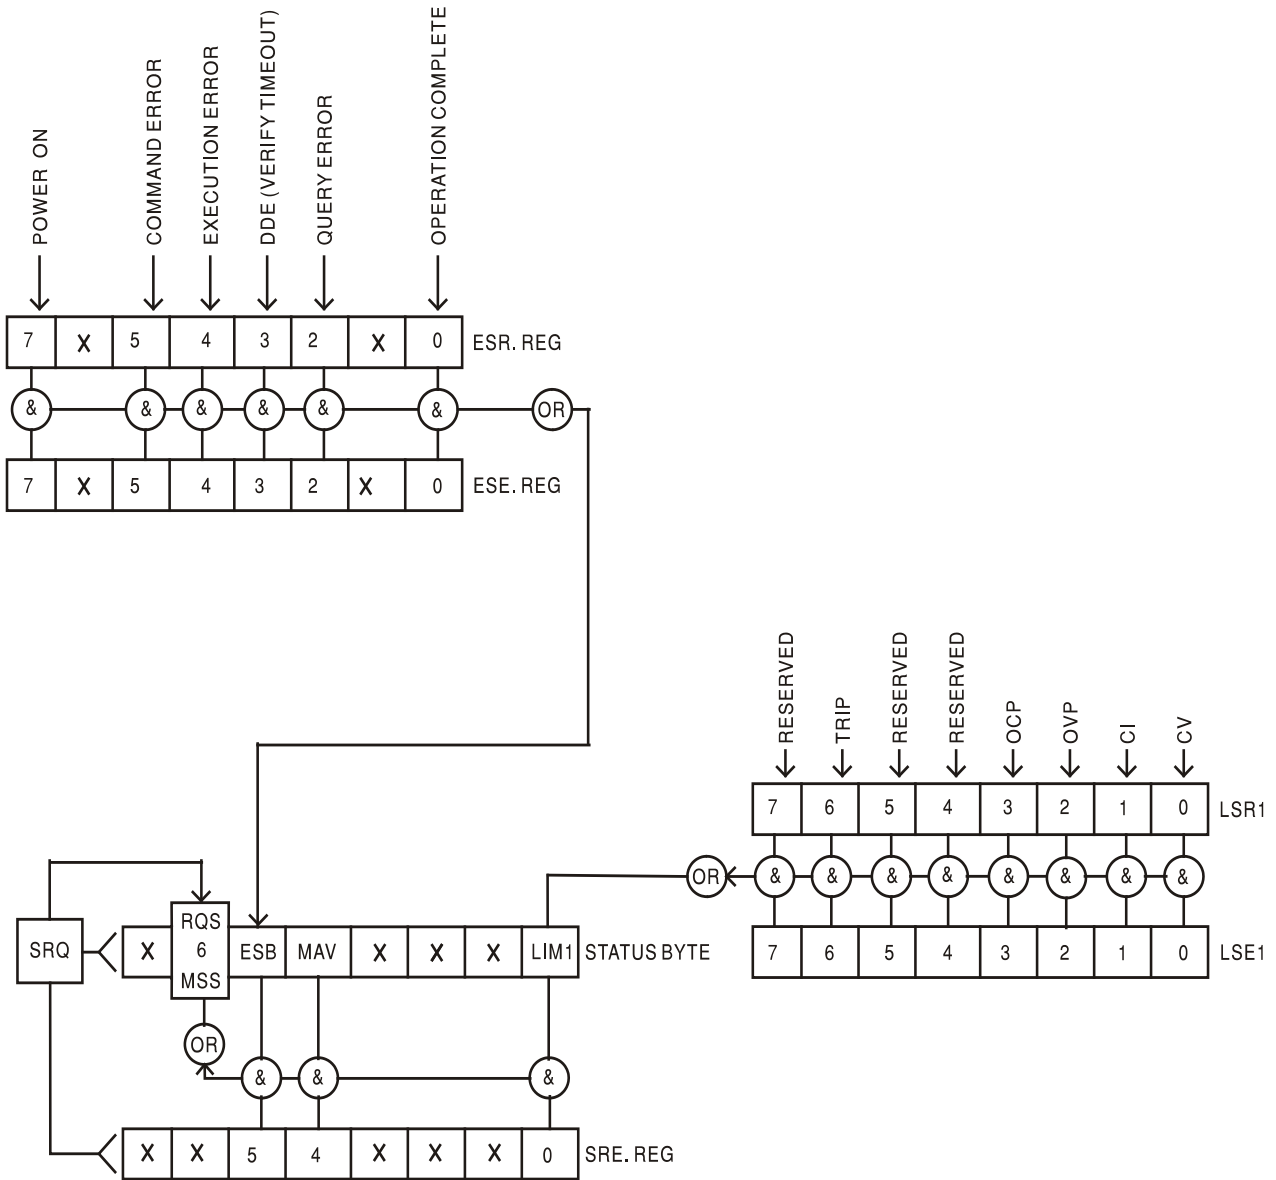 POWER ON
COMMAND ERROR
EXECUTION ERROR
DDE (VERIFY TIMEOUT)
QUERY ERROR
OPERATION COMPLETE
7 X 5 4 3 2 X 0 ESR. REG
& & & & & & OR
7 X 5 4 3 2 X 0 ESE. REG
RESERVED
TRIP
RESERVED
RESERVED
OCP
OVP
CI
CV
7 6 5 4 3 2 1 0 LSR1
OR & & & & & & & &
7 6 5 4 3 2 1 0 LSE1
SRQ
RQS
X 6 ESB MAV X X X LIM1 STATUS BYTE
MSS
OR
& & &
X X 5 4 X X X 0 SRE. REG